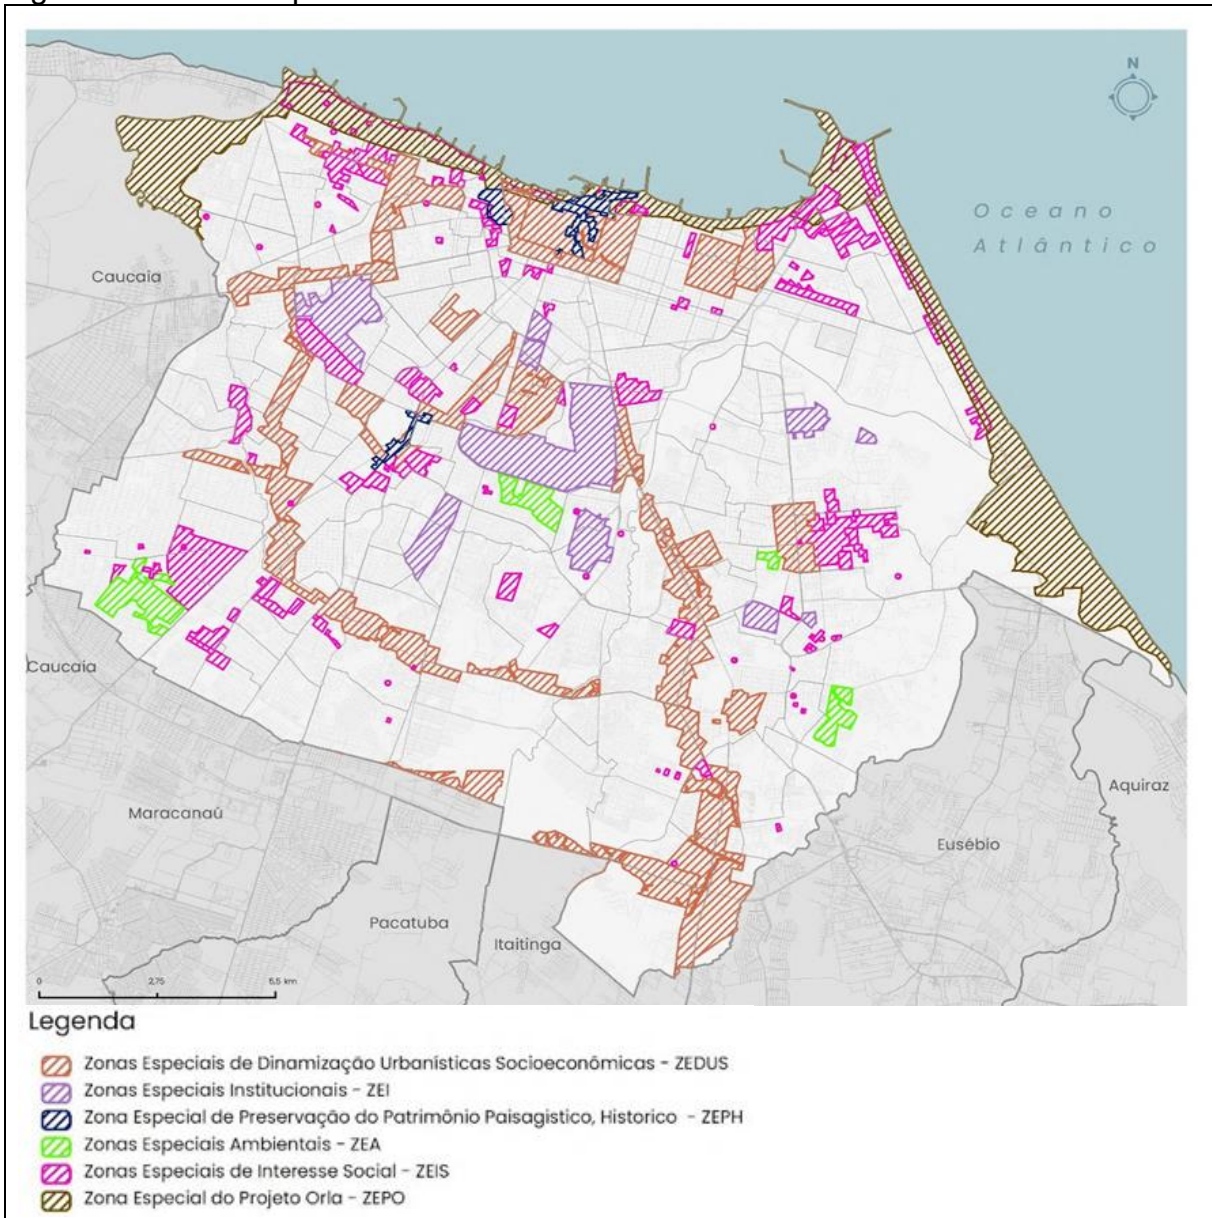 N
Oceano
Atlântico
Caucaia
Caucaia
Maracanaú
Aquiraz
Eusébio
Pacatuba
Itaitinga
0 2,75 5,5 km
Legenda
Zonas Especiais de Dinamização Urbanísticas Socioeconômicas - ZEDUS
Zonas Especiais Institucionais - ZEI
Zona Especial de Preservação do Patrimônio Paisagistico, Historico - ZEPH
Zonas Especiais Ambientais - ZEA
Zonas Especiais de Interesse Social - ZEIS
Zona Especial do Projeto Orla - ZEPO